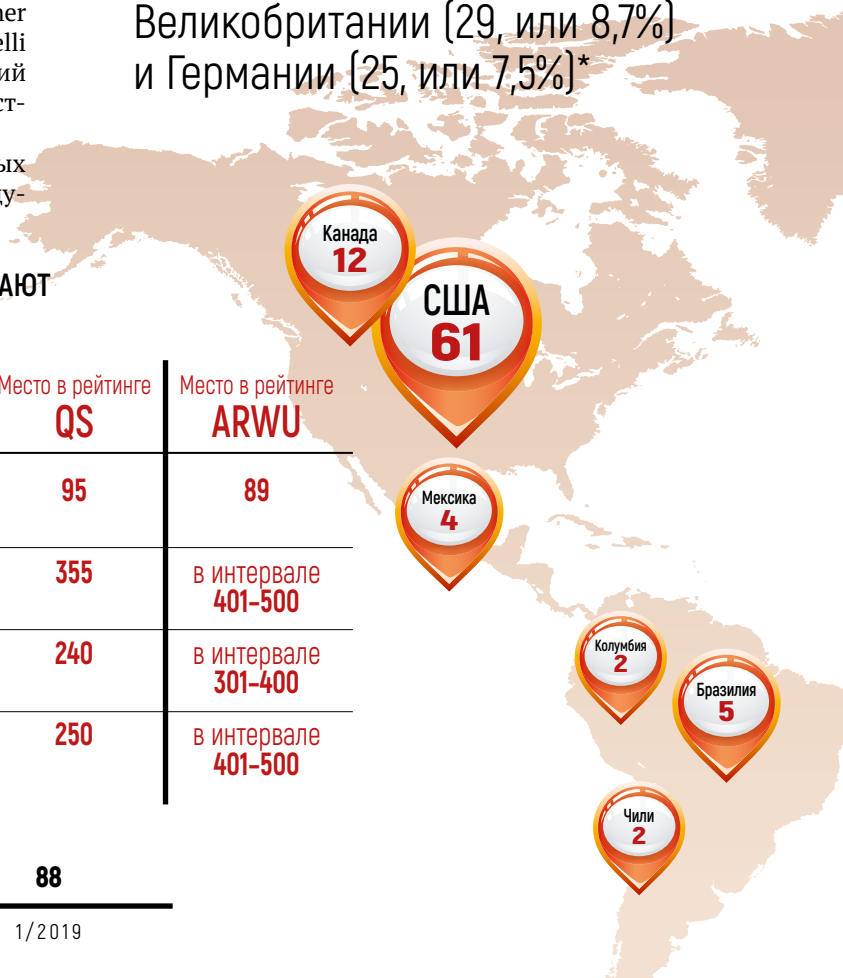 Великобритании (29, или 8,7%)
и Германии (25, или 7,5%)*
Канада
12
США
61
Место в рейтинге
QS
Место в рейтинге
ARWU
95
89
355
в интервале
401–500
240
в интервале
301–400
250
в интервале
401–500
Мексика
4
Колумбия
2
Бразилия
5
Чили
2
88
1/2019